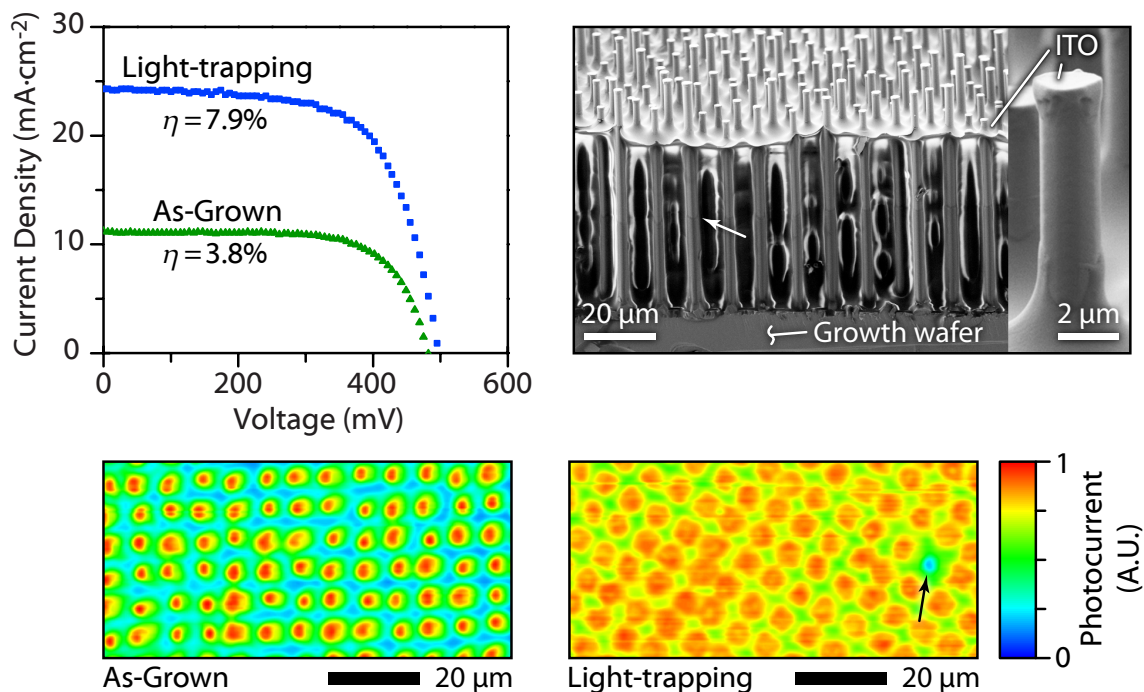 Current Density (mA·cm⁻²)
30
20
10
0
Light-trapping
η = 7.9%
As-Grown
η = 3.8%
0
200
400
600
Voltage (mV)
ITO
20 µm
Growth wafer
2 µm
As-Grown
20 µm
Light-trapping
20 µm
1
0
Photocurrent
(A.U.)